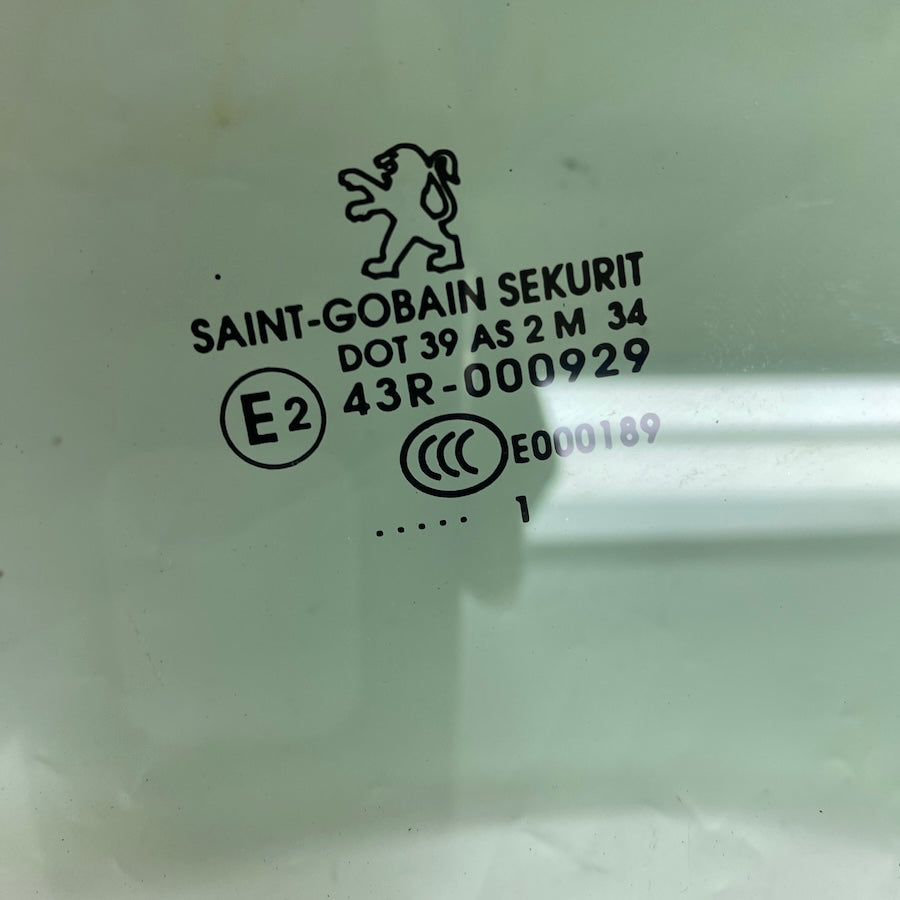 SAINT-GOBAIN SEKURIT
DOT 39 AS 2 M 34
E2 43R-000929
CCC E000189
..... 1